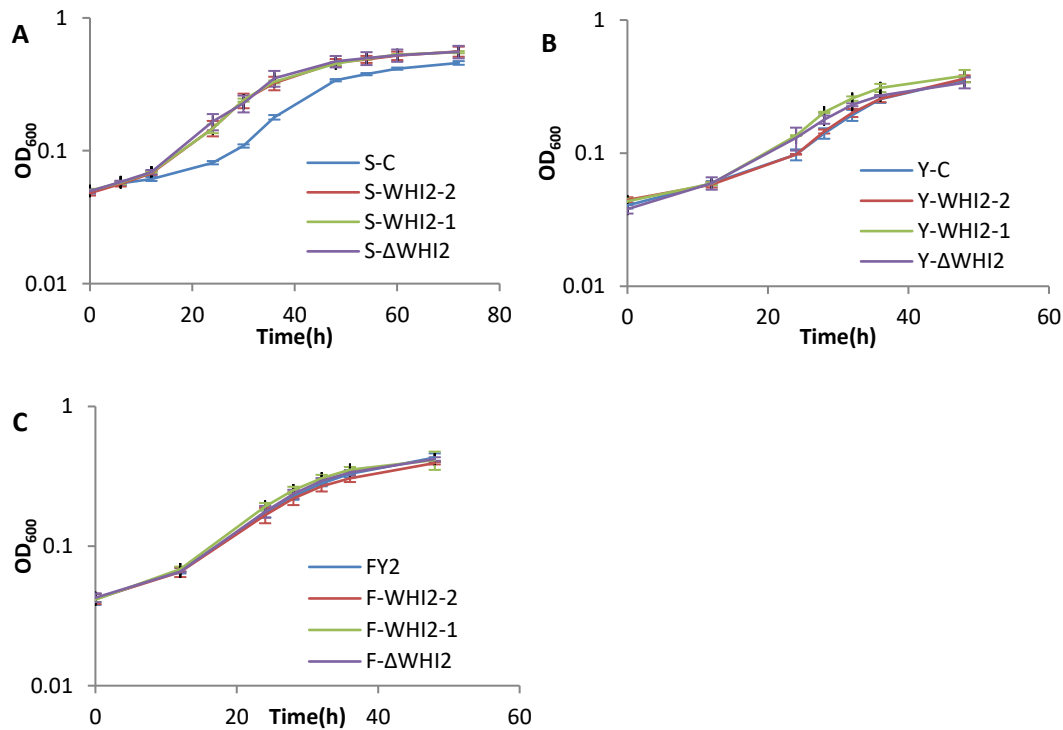 A
1
0.1
0.01
OD600
S-C
S-WHI2-2
S-WHI2-1
S-ΔWHI2
0 20 40 60 80
Time(h)
B
1
0.1
0.01
OD600
Y-C
Y-WHI2-2
Y-WHI2-1
Y-ΔWHI2
0 20 40 60
Time(h)
C
1
0.1
0.01
OD600
FY2
F-WHI2-2
F-WHI2-1
F-ΔWHI2
0 20 40 60
Time(h)